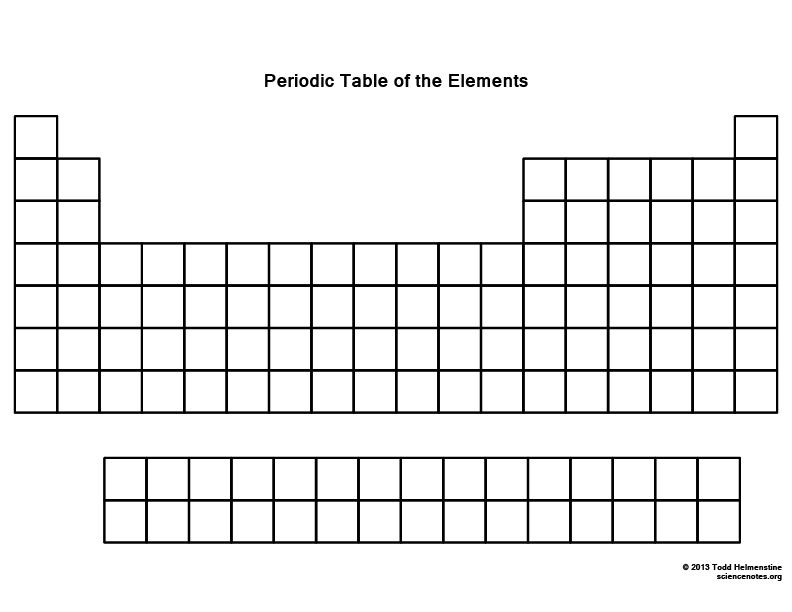 Periodic Table of the Elements
© 2013 Todd Helmenstine
sciencenotes.org